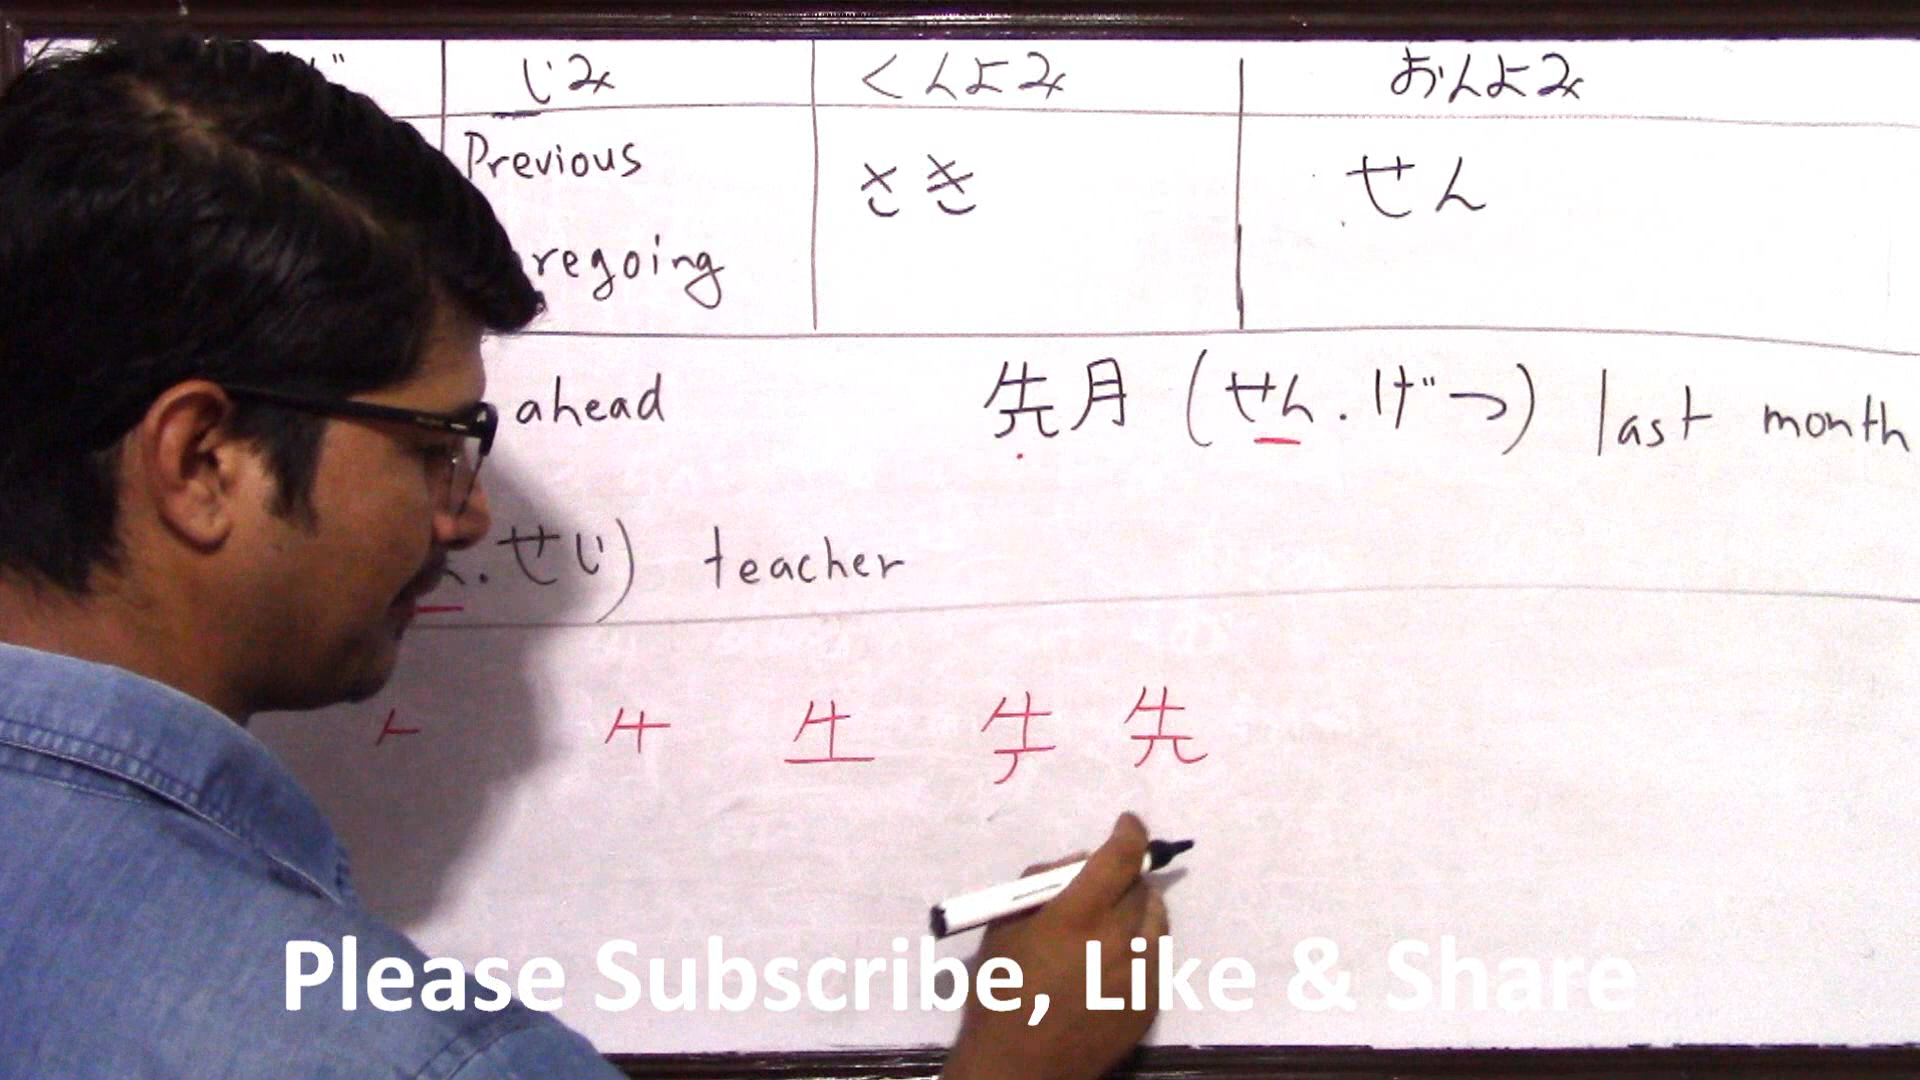 じみ くんよみ おんよみ
Previous さき せん
regoing
ahead 先月 (せん.げつ) last month
.せじ) teacher
生 先
Please Subscribe, Like & Share